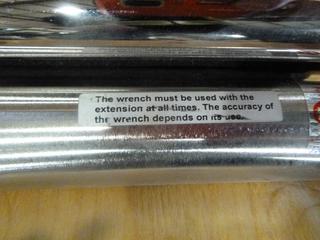 The wrench must be used with the
extension at all times. The accuracy of
the wrench depends on its use.